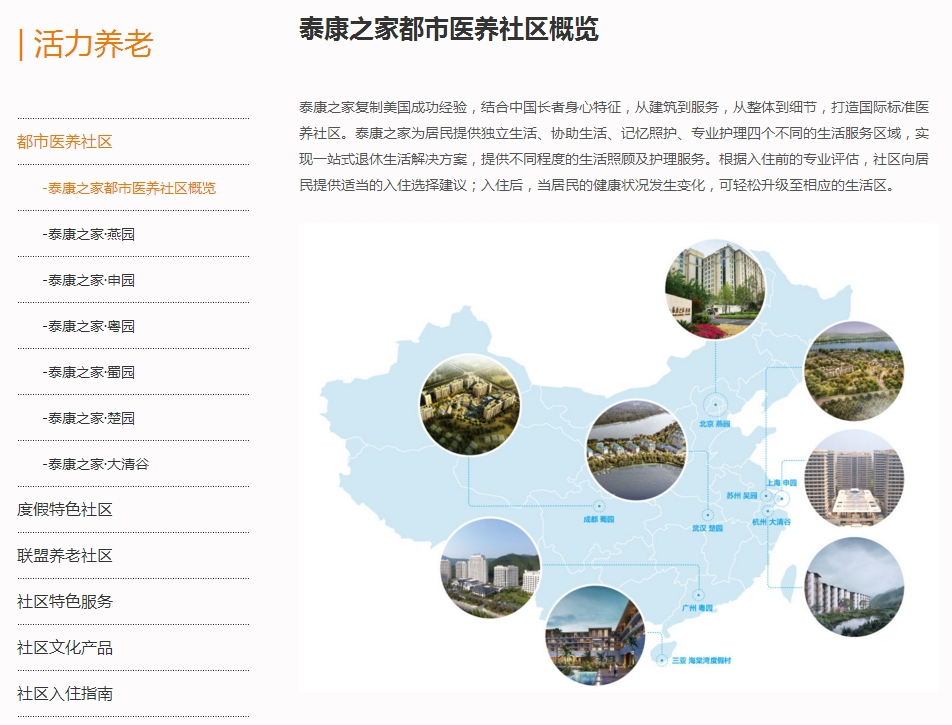 活力养老
都市医养社区
-泰康之家都市医养社区概览
-泰康之家·燕园
-泰康之家·申园
-泰康之家·粤园
-泰康之家·蜀园
-泰康之家·楚园
-泰康之家·大清谷
度假特色社区
联盟养老社区
社区特色服务
社区文化产品
社区入住指南
泰康之家都市医养社区概览
泰康之家复制美国成功经验，结合中国长者身心特征，从建筑到服务，从整体到细节，打造国际标准医
养社区。泰康之家为居民提供独立生活、协助生活、记忆照护、专业护理四个不同的生活服务区域，实
现一站式退休生活解决方案，提供不同程度的生活照顾及护理服务。根据入住前的专业评估，社区向居
民提供适当的入住选择建议；入住后，当居民的健康状况发生变化，可轻松升级至相应的生活区。
北京 燕园
上海 申园
苏州 吴园
成都 蜀园
武汉 楚园
杭州 大清谷
广州 粤园
三亚 海棠湾度假村